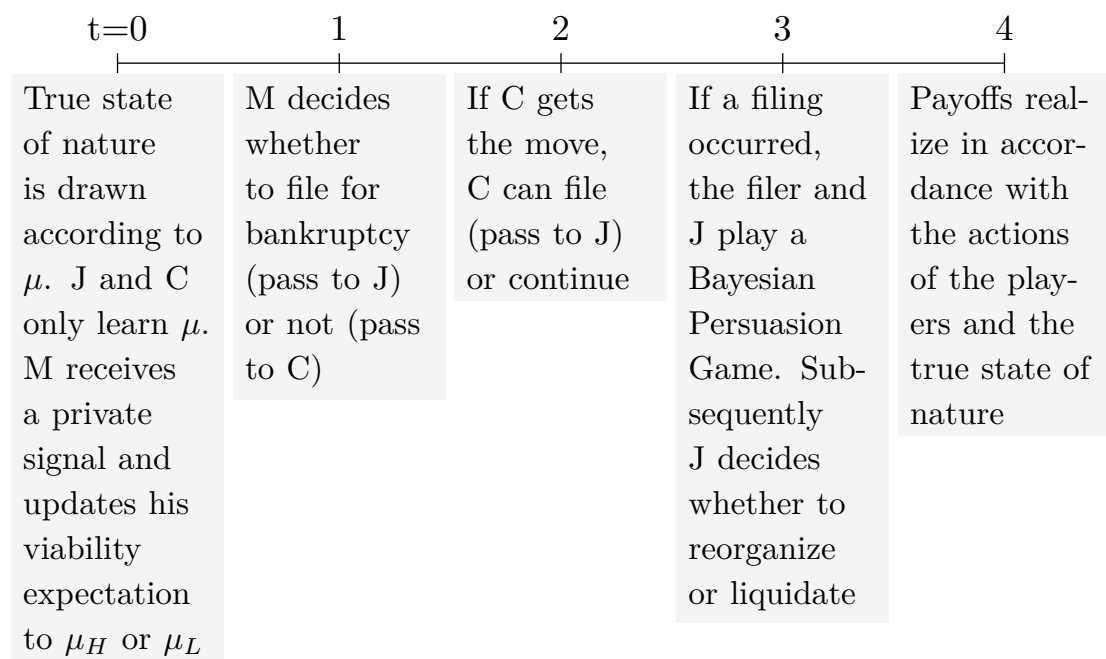 t=0 1 2 3 4
True state
of nature
is drawn
according to
μ. J and C
only learn μ.
M receives
a private
signal and
updates his
viability
expectation
to μ_H or μ_L
M decides
whether
to file for
bankruptcy
(pass to J)
or not (pass
to C)
If C gets
the move,
C can file
(pass to J)
or continue
If a filing
occurred,
the filer and
J play a
Bayesian
Persuasion
Game. Sub-
sequently
J decides
whether to
reorganize
or liquidate
Payoffs real-
ize in accor-
dance with
the actions
of the play-
ers and the
true state of
nature